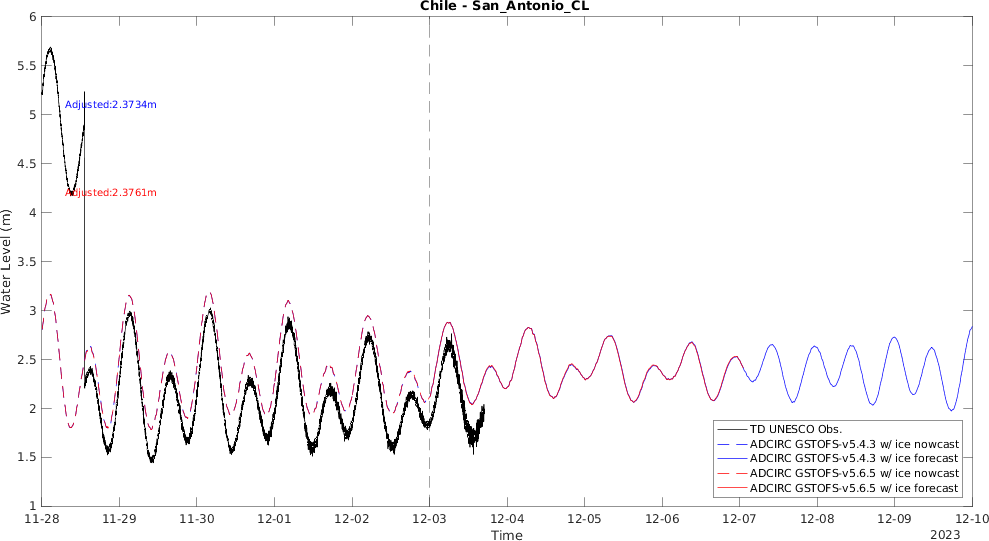 Chile - San_Antonio_CL
6
5.5
5
4.5
4
3.5
3
2.5
2
1.5
1
Water Level (m)
Adjusted:2.3734m
Adjusted:2.3761m
TD UNESCO Obs.
ADCIRC GSTOFS-v5.4.3 w/ ice nowcast
ADCIRC GSTOFS-v5.4.3 w/ ice forecast
ADCIRC GSTOFS-v5.6.5 w/ ice nowcast
ADCIRC GSTOFS-v5.6.5 w/ ice forecast
11-28 11-29 11-30 12-01 12-02 12-03 12-04 12-05 12-06 12-07 12-08 12-09 12-10
Time
2023